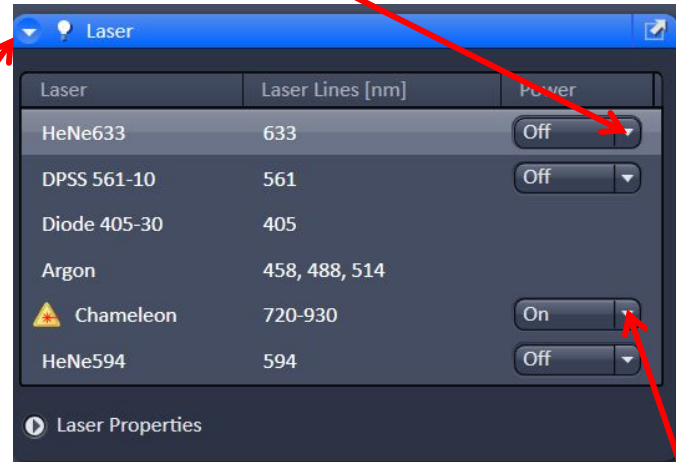 Laser
Laser Laser Lines [nm] Power
HeNe633 633 Off
DPSS 561-10 561 Off
Diode 405-30 405
Argon 458, 488, 514
Chameleon 720-930 On
HeNe594 594 Off
Laser Properties